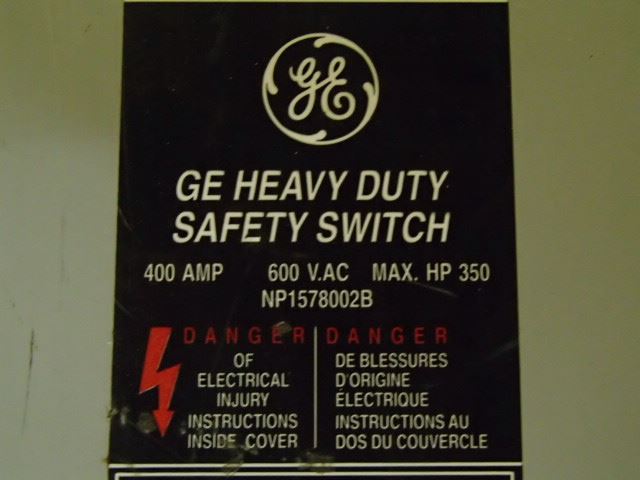 GE
GE HEAVY DUTY
SAFETY SWITCH
400 AMP 600 V.AC MAX. HP 350
NP1578002B
DANGER
OF
ELECTRICAL
INJURY
INSTRUCTIONS
INSIDE COVER
DANGER
DE BLESSURES
D'ORIGINE
ÉLECTRIQUE
INSTRUCTIONS AU
DOS DU COUVERCLE